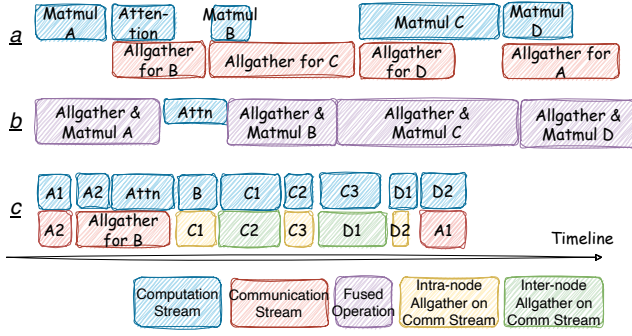 a
Matmul A
Atten-
tion
Matmul B
Matmul C
Matmul D
Allgather for B
Allgather for C
Allgather for D
Allgather for A
b
Allgather & Matmul A
Attn
Allgather & Matmul B
Allgather & Matmul C
Allgather & Matmul D
c
A1 A2 Attn B C1 C2 C3 D1 D2
A2 Allgather for B C1 C2 C3 D1 D2 A1
Timeline
Computation Stream
Communication Stream
Fused Operation
Intra-node Allgather on Comm Stream
Inter-node Allgather on Comm Stream